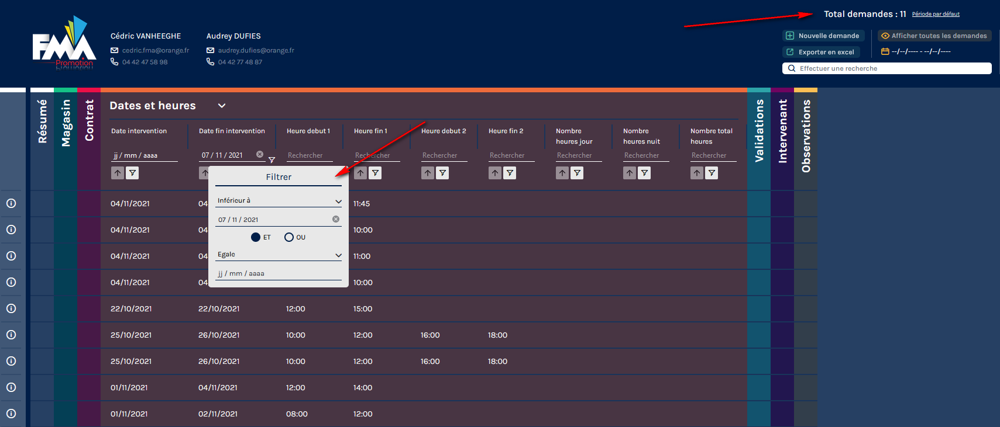 Total demandes : 11 Période par défaut
FMA
Promotion
Cédric VANHEEGHE
cedric.fma@orange.fr
04 42 47 58 98
Audrey DUFIES
audrey.dufies@orange.fr
04 42 77 48 87
Nouvelle demande
Exporter en excel
Afficher toutes les demandes
--/--/---- - --/--/----
Effectuer une recherche
Résumé
Magasin
Contrat
Dates et heures
Validations
Intervenant
Observations
Date intervention
Date fin intervention
Heure debut 1
Heure fin 1
Heure debut 2
Heure fin 2
Nombre
heures jour
Nombre
heures nuit
Nombre total
heures
jj / mm / aaaa
07 / 11 / 2021
Rechercher
Rechercher
Rechercher
Rechercher
Rechercher
Rechercher
Rechercher
Filtrer
Inférieur à
07 / 11 / 2021
ET OU
Egale
jj / mm / aaaa
04/11/2021 04 11:45
04/11/2021 04 10:00
04/11/2021 04 11:00
04/11/2021 04 10:00
22/10/2021 22/10/2021 12:00 15:00
25/10/2021 26/10/2021 10:00 12:00 16:00 18:00
25/10/2021 26/10/2021 10:00 12:00 16:00 18:00
01/11/2021 04/11/2021 12:00 14:00
01/11/2021 02/11/2021 08:00 12:00